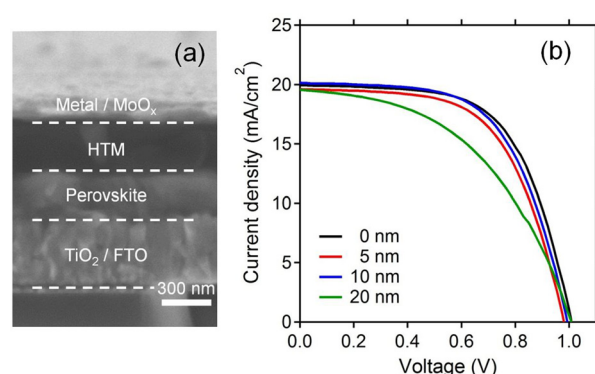 (a)
Metal / MoOₓ
HTM
Perovskite
TiO₂ / FTO
300 nm
(b)
Current density (mA/cm²)
25
20
15
10
5
0
0 nm
5 nm
10 nm
20 nm
0.0 0.2 0.4 0.6 0.8 1.0
Voltage (V)